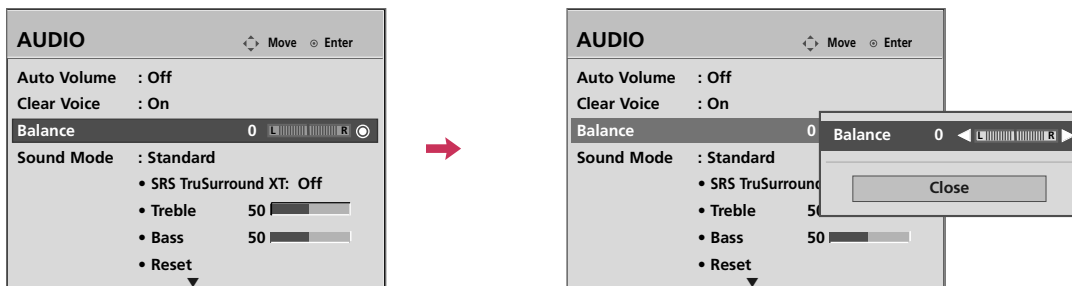 AUDIO Move Enter
Auto Volume : Off
Clear Voice : On
Balance 0 L R
Sound Mode : Standard
• SRS TruSurround XT: Off
• Treble 50
• Bass 50
• Reset
AUDIO Move Enter
Auto Volume : Off
Clear Voice : On
Balance 0
Sound Mode : Standard
• SRS TruSurround
• Treble 50
• Bass 50
• Reset
Balance 0 L R
Close